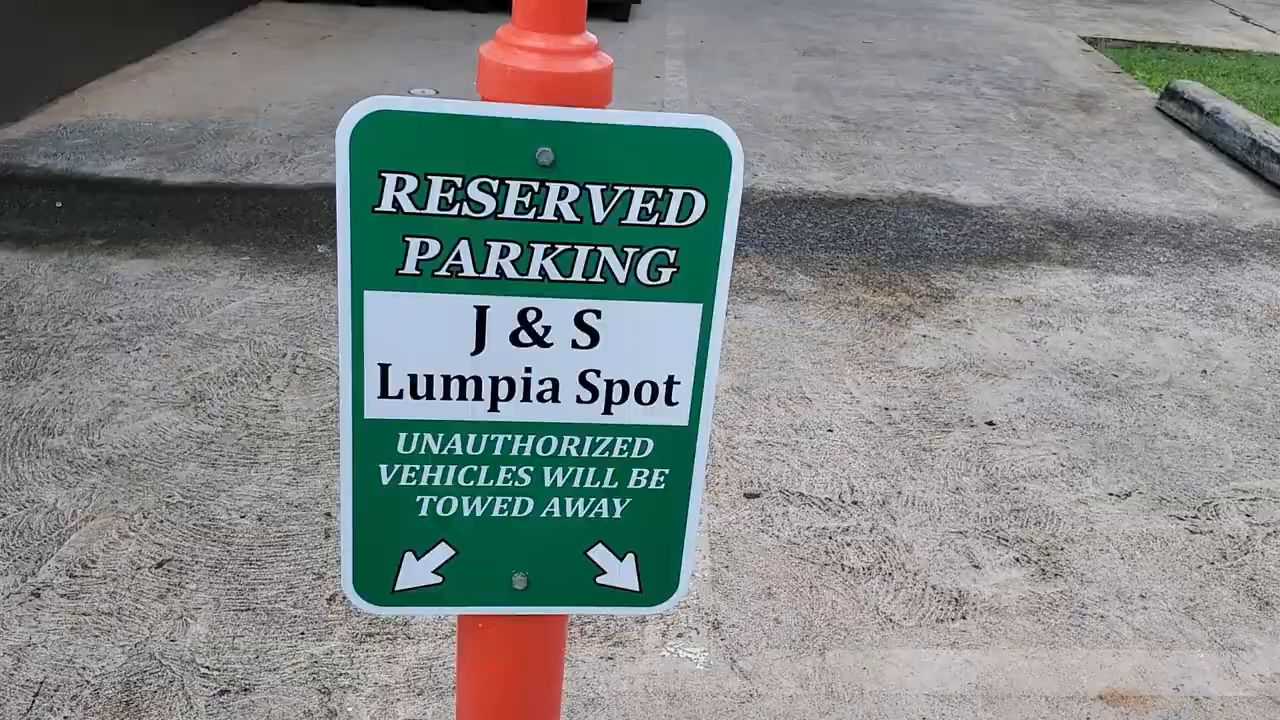 RESERVED
PARKING
J & S
Lumpia Spot
UNAUTHORIZED
VEHICLES WILL BE
TOWED AWAY